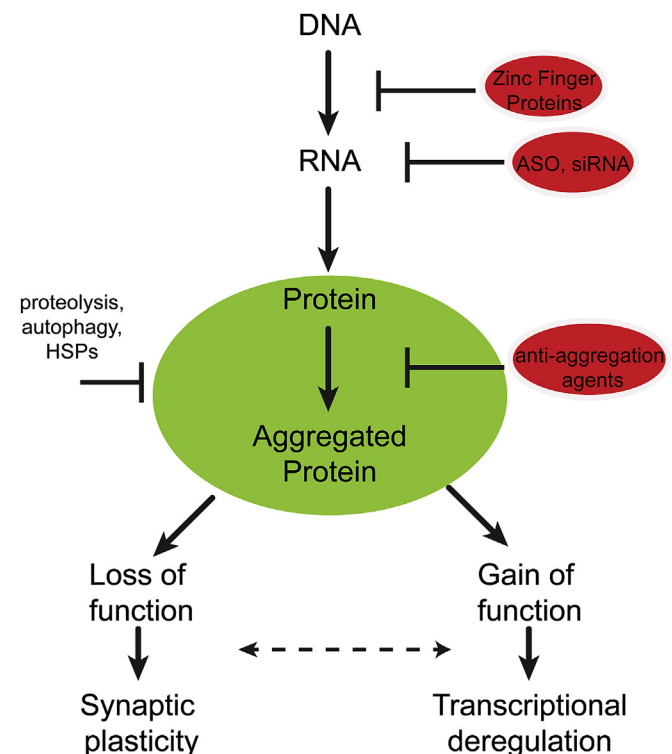 DNA
Zinc Finger
Proteins
RNA
ASO, siRNA
proteolysis,
autophagy,
HSPs
Protein
anti-aggregation
agents
Aggregated
Protein
Loss of
function
Gain of
function
Synaptic
plasticity
Transcriptional
deregulation